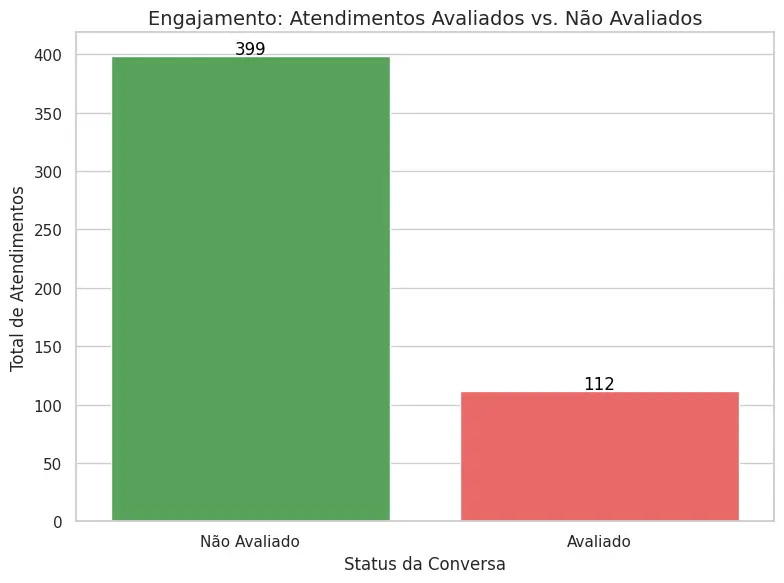 Engajamento: Atendimentos Avaliados vs. Não Avaliados
Total de Atendimentos
400
350
300
250
200
150
100
50
0
399
112
Não Avaliado
Avaliado
Status da Conversa